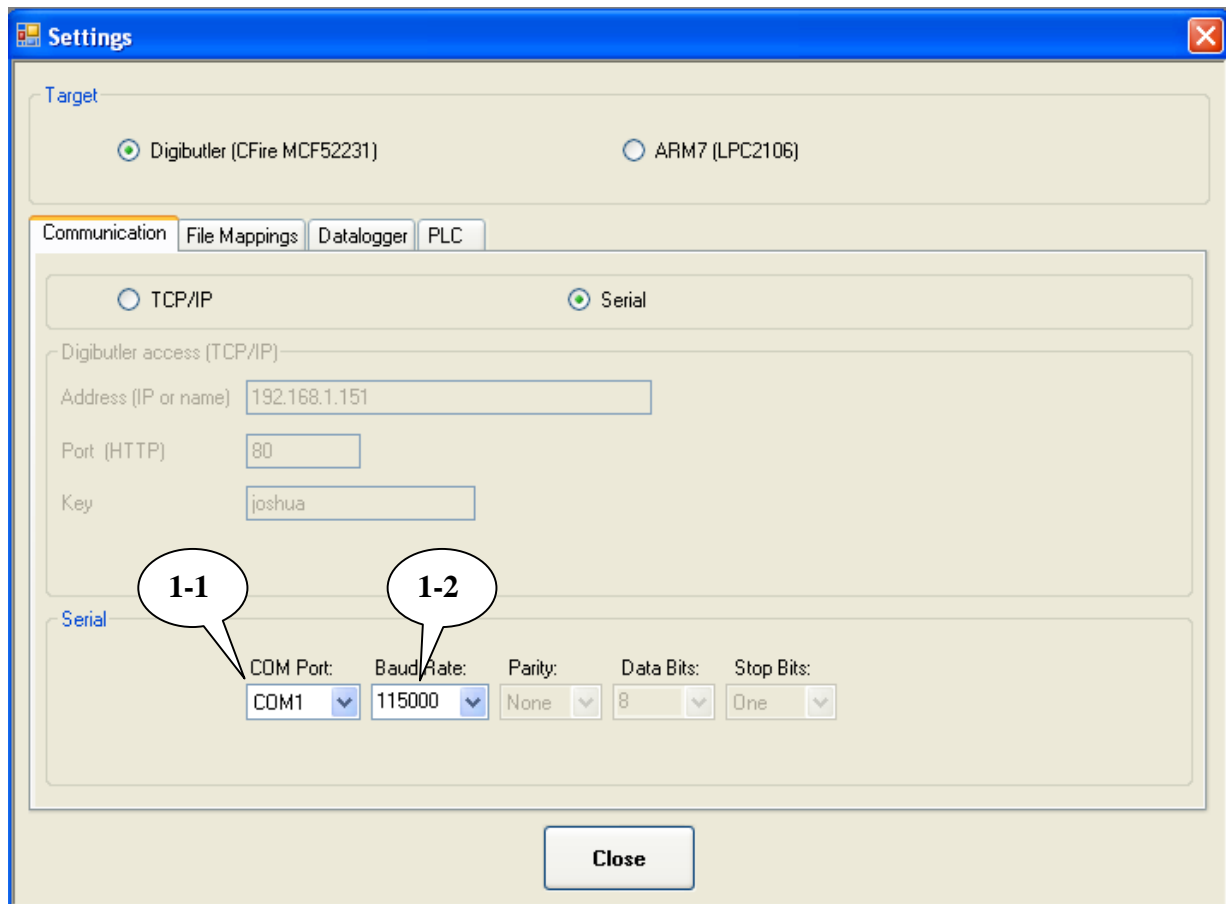 Settings
Target
Digibutler (CFire MCF52231) ARM7 (LPC2106)
Communication File Mappings Datalogger PLC
TCP/IP Serial
Digibutler access (TCP/IP)
Address (IP or name) 192.168.1.151
Port (HTTP) 80
Key joshua
1-1 1-2
Serial
COM Port: Baud Rate: Parity: Data Bits: Stop Bits:
COM1 115000 None 8 One
Close